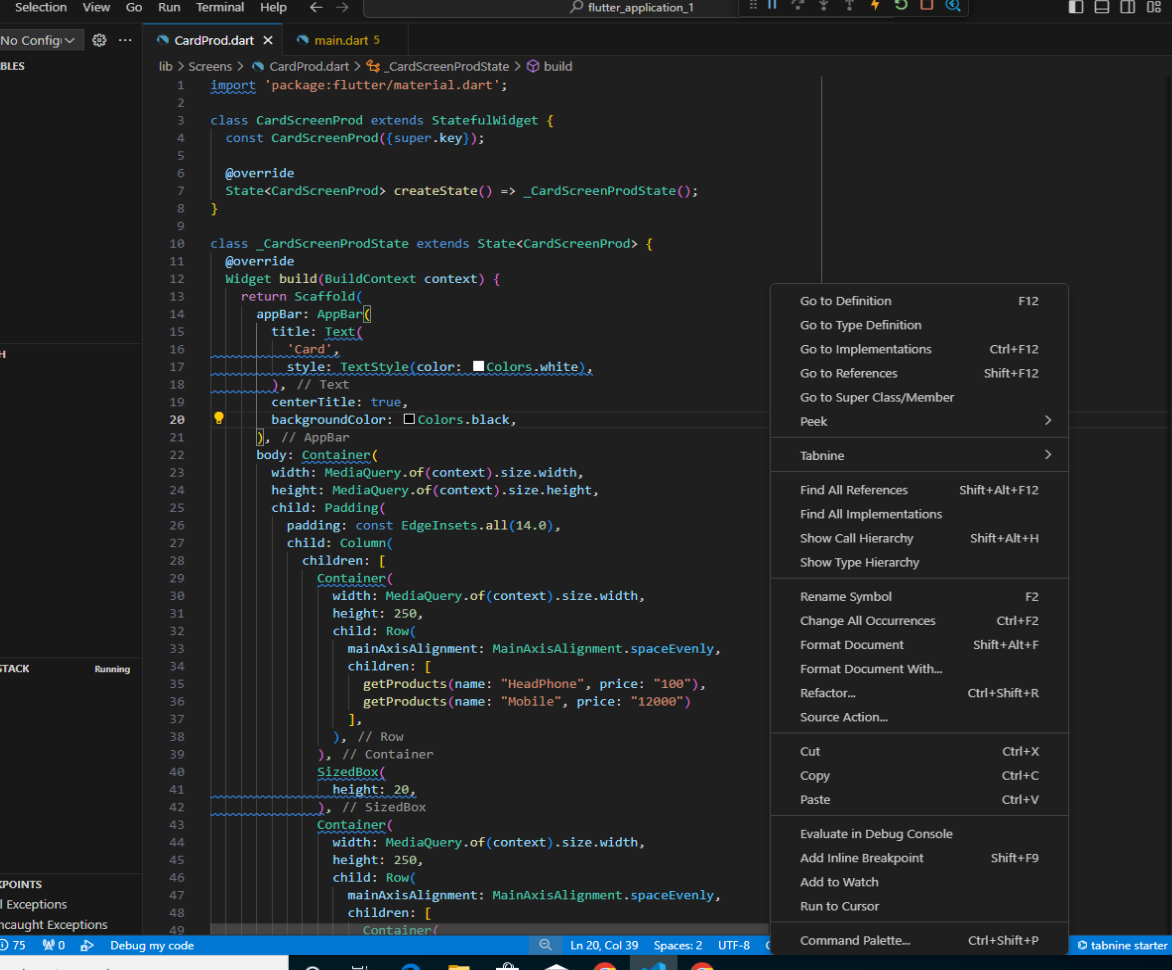 Selection View Go Run Terminal Help
flutter_application_1
No Config
CardProd.dart
main.dart 5
BLES
lib > Screens > CardProd.dart > _CardScreenProdState > build
1 import 'package:flutter/material.dart';
2
3 class CardScreenProd extends StatefulWidget {
4 const CardScreenProd({super.key});
5
6 @override
7 State<CardScreenProd> createState() => _CardScreenProdState();
8 }
9
10 class _CardScreenProdState extends State<CardScreenProd> {
11 @override
12 Widget build(BuildContext context) {
13 return Scaffold(
14 appBar: AppBar(
15 title: Text(
16 'Card',
17 style: TextStyle(color: Colors.white),
18 ), // Text
19 centerTitle: true,
20 backgroundColor: Colors.black,
21 ), // AppBar
22 body: Container(
23 width: MediaQuery.of(context).size.width,
24 height: MediaQuery.of(context).size.height,
25 child: Padding(
26 padding: const EdgeInsets.all(14.0),
27 child: Column(
28 children: [
29 Container(
30 width: MediaQuery.of(context).size.width,
31 height: 250,
32 child: Row(
33 mainAxisAlignment: MainAxisAlignment.spaceEvenly,
34 children: [
35 getProducts(name: "HeadPhone", price: "100"),
36 getProducts(name: "Mobile", price: "12000")
37 ],
38 ), // Row
39 ), // Container
40 SizedBox(
41 height: 20,
42 ), // SizedBox
43 Container(
44 width: MediaQuery.of(context).size.width,
45 height: 250,
46 child: Row(
47 mainAxisAlignment: MainAxisAlignment.spaceEvenly,
48 children: [
49 Container(
H
STACK Running
KPOINTS
l Exceptions
ncaught Exceptions
Go to Definition F12
Go to Type Definition
Go to Implementations Ctrl+F12
Go to References Shift+F12
Go to Super Class/Member
Peek
Tabnine
Find All References Shift+Alt+F12
Find All Implementations
Show Call Hierarchy Shift+Alt+H
Show Type Hierarchy
Rename Symbol F2
Change All Occurrences Ctrl+F2
Format Document Shift+Alt+F
Format Document With...
Refactor... Ctrl+Shift+R
Source Action...
Cut Ctrl+X
Copy Ctrl+C
Paste Ctrl+V
Evaluate in Debug Console
Add Inline Breakpoint Shift+F9
Add to Watch
Run to Cursor
Command Palette... Ctrl+Shift+P
75 0 Debug my code Ln 20, Col 39 Spaces: 2 UTF-8 tabnine starter